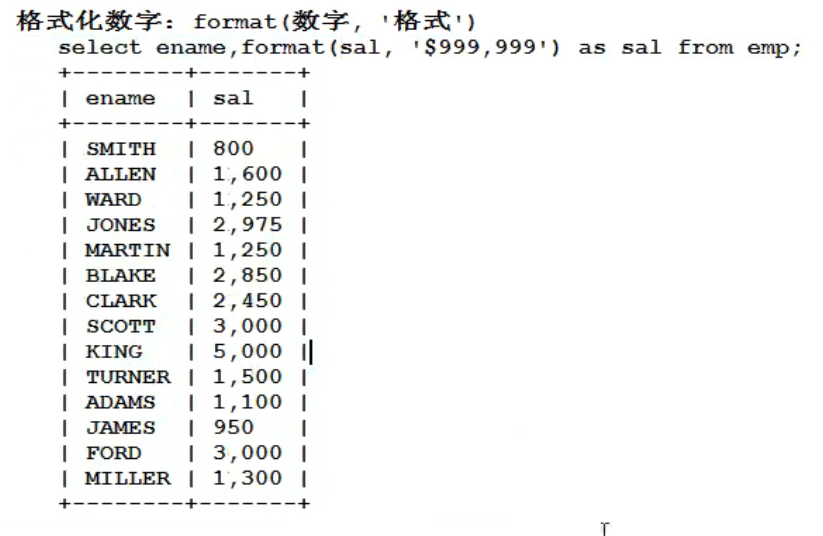 格式化数字：format(数字, '格式')
select ename,format(sal, '$999,999') as sal from emp;
+--------+-------+
| ename | sal |
+--------+-------+
| SMITH | 800 |
| ALLEN | 1,600 |
| WARD | 1,250 |
| JONES | 2,975 |
| MARTIN | 1,250 |
| BLAKE | 2,850 |
| CLARK | 2,450 |
| SCOTT | 3,000 |
| KING | 5,000 |
| TURNER | 1,500 |
| ADAMS | 1,100 |
| JAMES | 950 |
| FORD | 3,000 |
| MILLER | 1,300 |
+--------+-------+